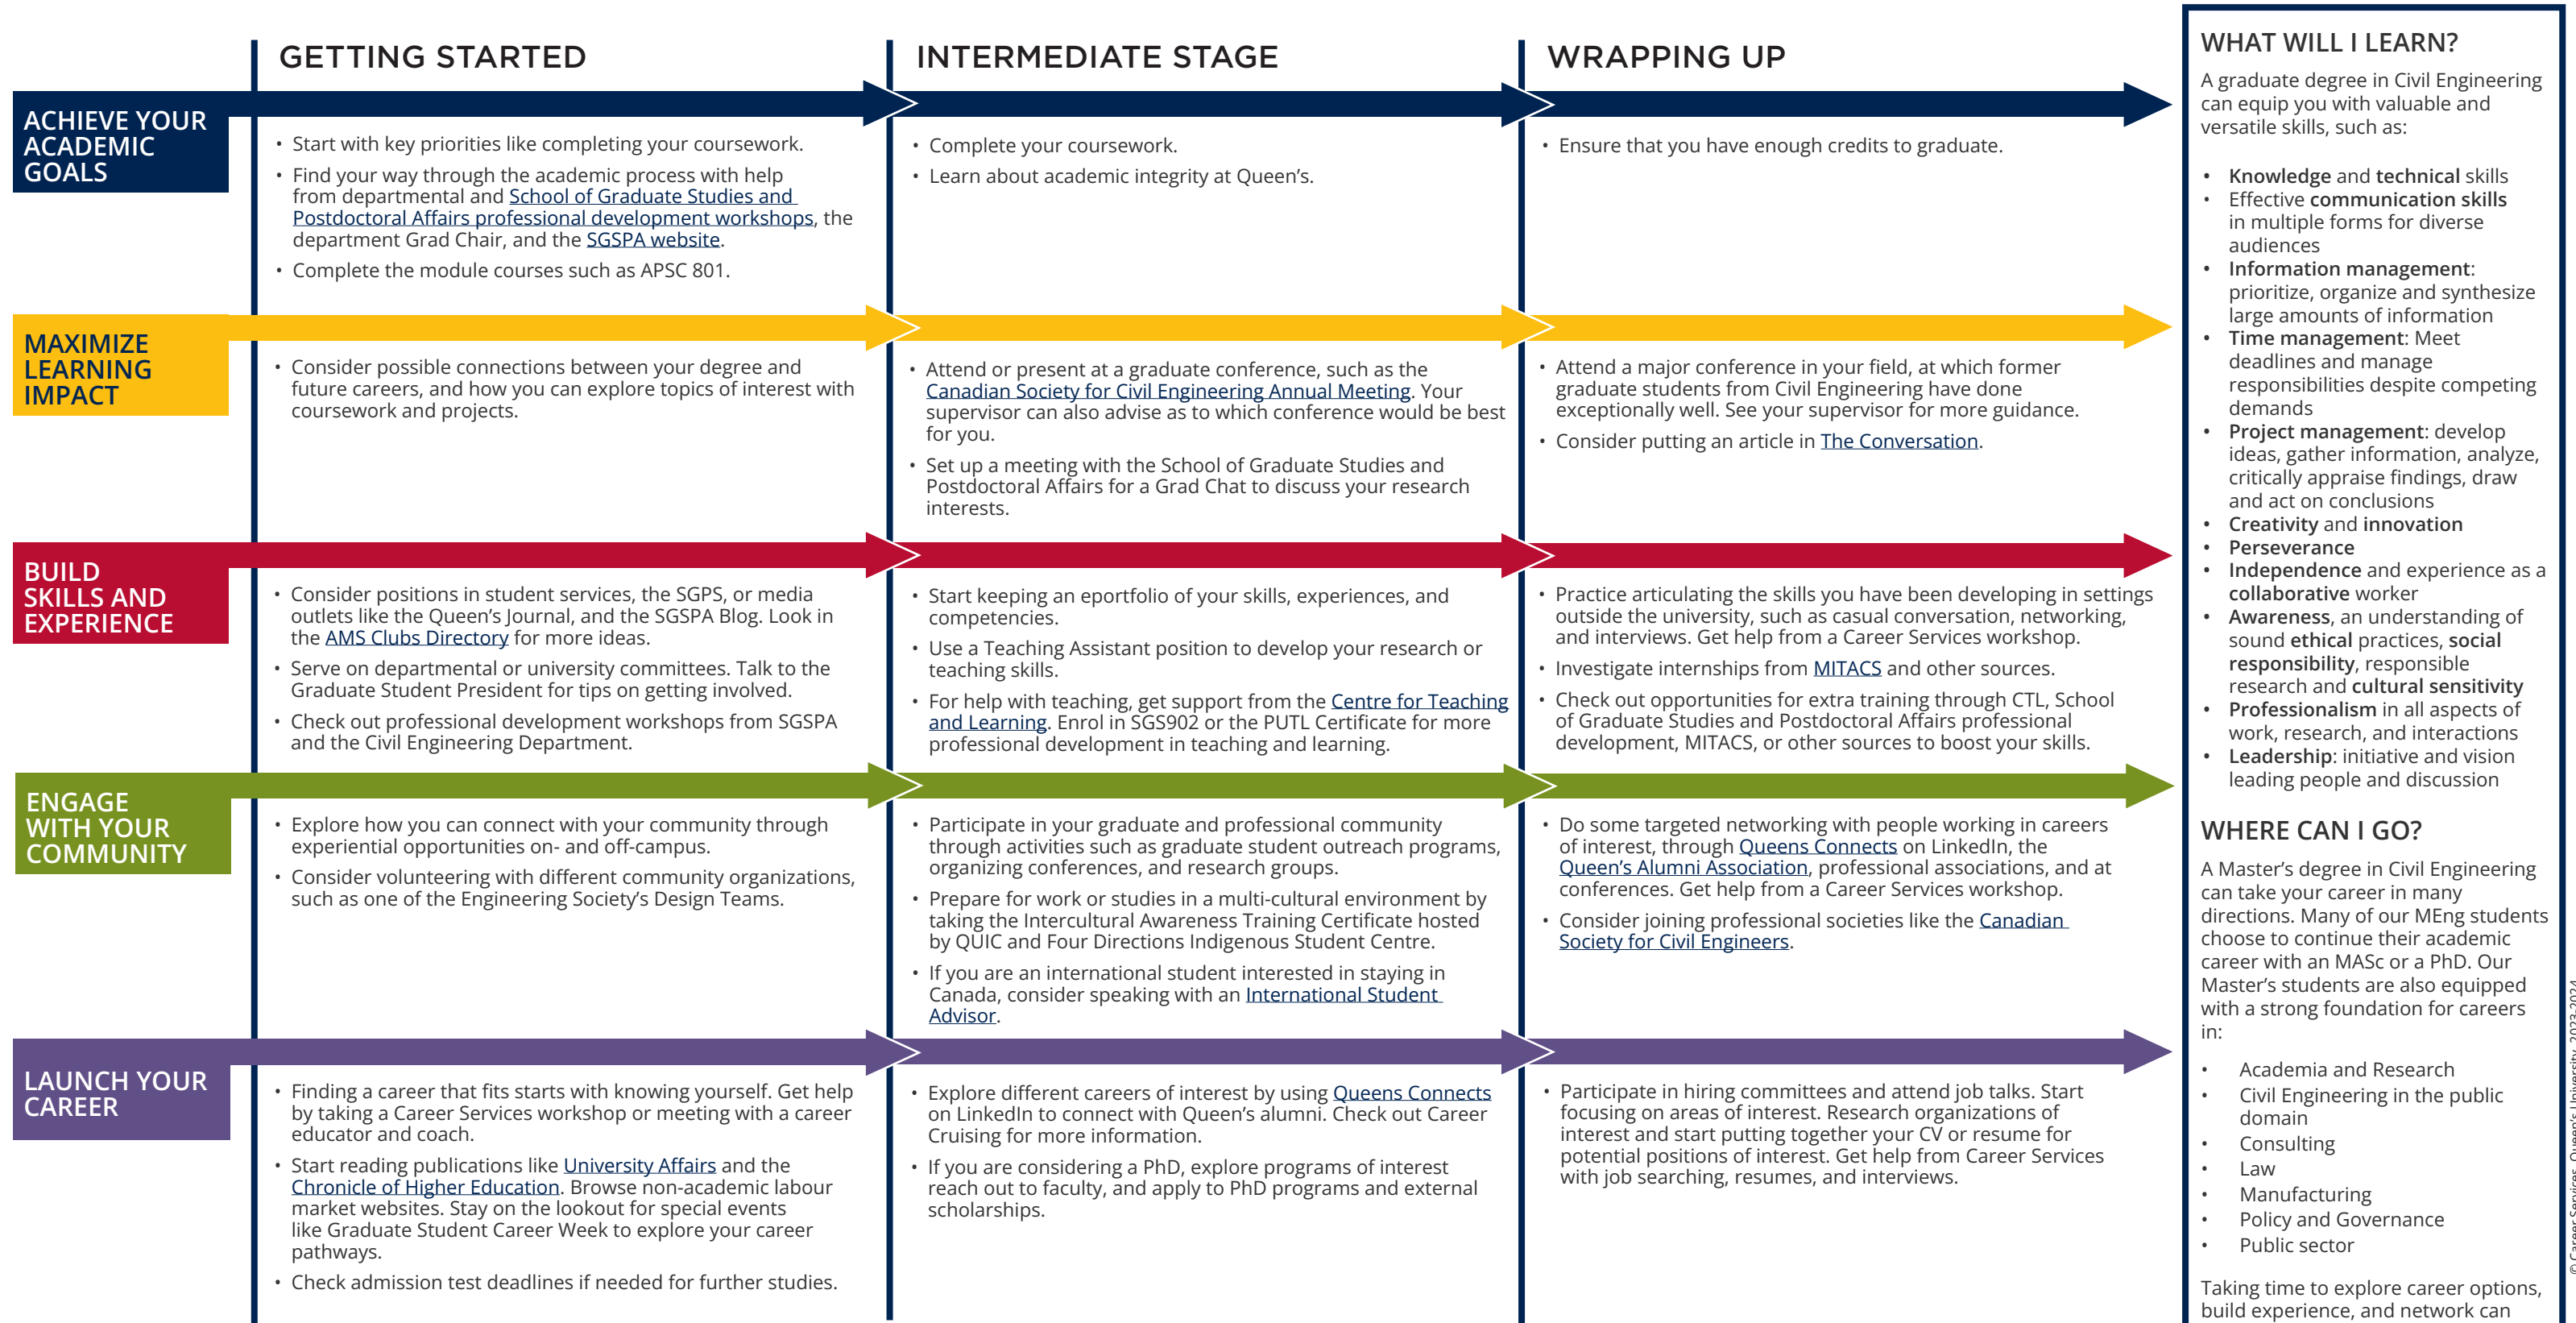 GETTING STARTED
INTERMEDIATE STAGE
WRAPPING UP
ACHIEVE YOUR
ACADEMIC
GOALS
• Start with key priorities like completing your coursework.
• Find your way through the academic process with help
from departmental and School of Graduate Studies and
Postdoctoral Affairs professional development workshops, the
department Grad Chair, and the SGSPA website.
• Complete the module courses such as APSC 801.
• Complete your coursework.
• Learn about academic integrity at Queen's.
• Ensure that you have enough credits to graduate.
MAXIMIZE
LEARNING
IMPACT
• Consider possible connections between your degree and
future careers, and how you can explore topics of interest with
coursework and projects.
• Attend or present at a graduate conference, such as the
Canadian Society for Civil Engineering Annual Meeting. Your
supervisor can also advise as to which conference would be best
for you.
• Set up a meeting with the School of Graduate Studies and
Postdoctoral Affairs for a Grad Chat to discuss your research
interests.
• Attend a major conference in your field, at which former
graduate students from Civil Engineering have done
exceptionally well. See your supervisor for more guidance.
• Consider putting an article in The Conversation.
BUILD
SKILLS AND
EXPERIENCE
• Consider positions in student services, the SGPS, or media
outlets like the Queen's Journal, and the SGSPA Blog. Look in
the AMS Clubs Directory for more ideas.
• Serve on departmental or university committees. Talk to the
Graduate Student President for tips on getting involved.
• Check out professional development workshops from SGSPA
and the Civil Engineering Department.
• Start keeping an eportfolio of your skills, experiences, and
competencies.
• Use a Teaching Assistant position to develop your research or
teaching skills.
• For help with teaching, get support from the Centre for Teaching
and Learning. Enrol in SGS902 or the PUTL Certificate for more
professional development in teaching and learning.
• Practice articulating the skills you have been developing in settings
outside the university, such as casual conversation, networking,
and interviews. Get help from a Career Services workshop.
• Investigate internships from MITACS and other sources.
• Check out opportunities for extra training through CTL, School
of Graduate Studies and Postdoctoral Affairs professional
development, MITACS, or other sources to boost your skills.
ENGAGE
WITH YOUR
COMMUNITY
• Explore how you can connect with your community through
experiential opportunities on- and off-campus.
• Consider volunteering with different community organizations,
such as one of the Engineering Society's Design Teams.
• Participate in your graduate and professional community
through activities such as graduate student outreach programs,
organizing conferences, and research groups.
• Prepare for work or studies in a multi-cultural environment by
taking the Intercultural Awareness Training Certificate hosted
by QUIC and Four Directions Indigenous Student Centre.
• If you are an international student interested in staying in
Canada, consider speaking with an International Student
Advisor.
• Do some targeted networking with people working in careers
of interest, through Queens Connects on LinkedIn, the
Queen's Alumni Association, professional associations, and at
conferences. Get help from a Career Services workshop.
• Consider joining professional societies like the Canadian
Society for Civil Engineers.
LAUNCH YOUR
CAREER
• Finding a career that fits starts with knowing yourself. Get help
by taking a Career Services workshop or meeting with a career
educator and coach.
• Start reading publications like University Affairs and the
Chronicle of Higher Education. Browse non-academic labour
market websites. Stay on the lookout for special events
like Graduate Student Career Week to explore your career
pathways.
• Check admission test deadlines if needed for further studies.
• Explore different careers of interest by using Queens Connects
on LinkedIn to connect with Queen's alumni. Check out Career
Cruising for more information.
• If you are considering a PhD, explore programs of interest
reach out to faculty, and apply to PhD programs and external
scholarships.
• Participate in hiring committees and attend job talks. Start
focusing on areas of interest. Research organizations of
interest and start putting together your CV or resume for
potential positions of interest. Get help from Career Services
with job searching, resumes, and interviews.
WHAT WILL I LEARN?
A graduate degree in Civil Engineering
can equip you with valuable and
versatile skills, such as:
• Knowledge and technical skills
• Effective communication skills
in multiple forms for diverse
audiences
• Information management:
prioritize, organize and synthesize
large amounts of information
• Time management: Meet
deadlines and manage
responsibilities despite competing
demands
• Project management: develop
ideas, gather information, analyze,
critically appraise findings, draw
and act on conclusions
• Creativity and innovation
• Perseverance
• Independence and experience as a
collaborative worker
• Awareness, an understanding of
sound ethical practices, social
responsibility, responsible
research and cultural sensitivity
• Professionalism in all aspects of
work, research, and interactions
• Leadership: initiative and vision
leading people and discussion
WHERE CAN I GO?
A Master's degree in Civil Engineering
can take your career in many
directions. Many of our MEng students
choose to continue their academic
career with an MASc or a PhD. Our
Master's students are also equipped
with a strong foundation for careers
in:
• Academia and Research
• Civil Engineering in the public
domain
• Consulting
• Law
• Manufacturing
• Policy and Governance
• Public sector
Taking time to explore career options,
build experience, and network can
© Career Services, Queen's University, 2023-2024